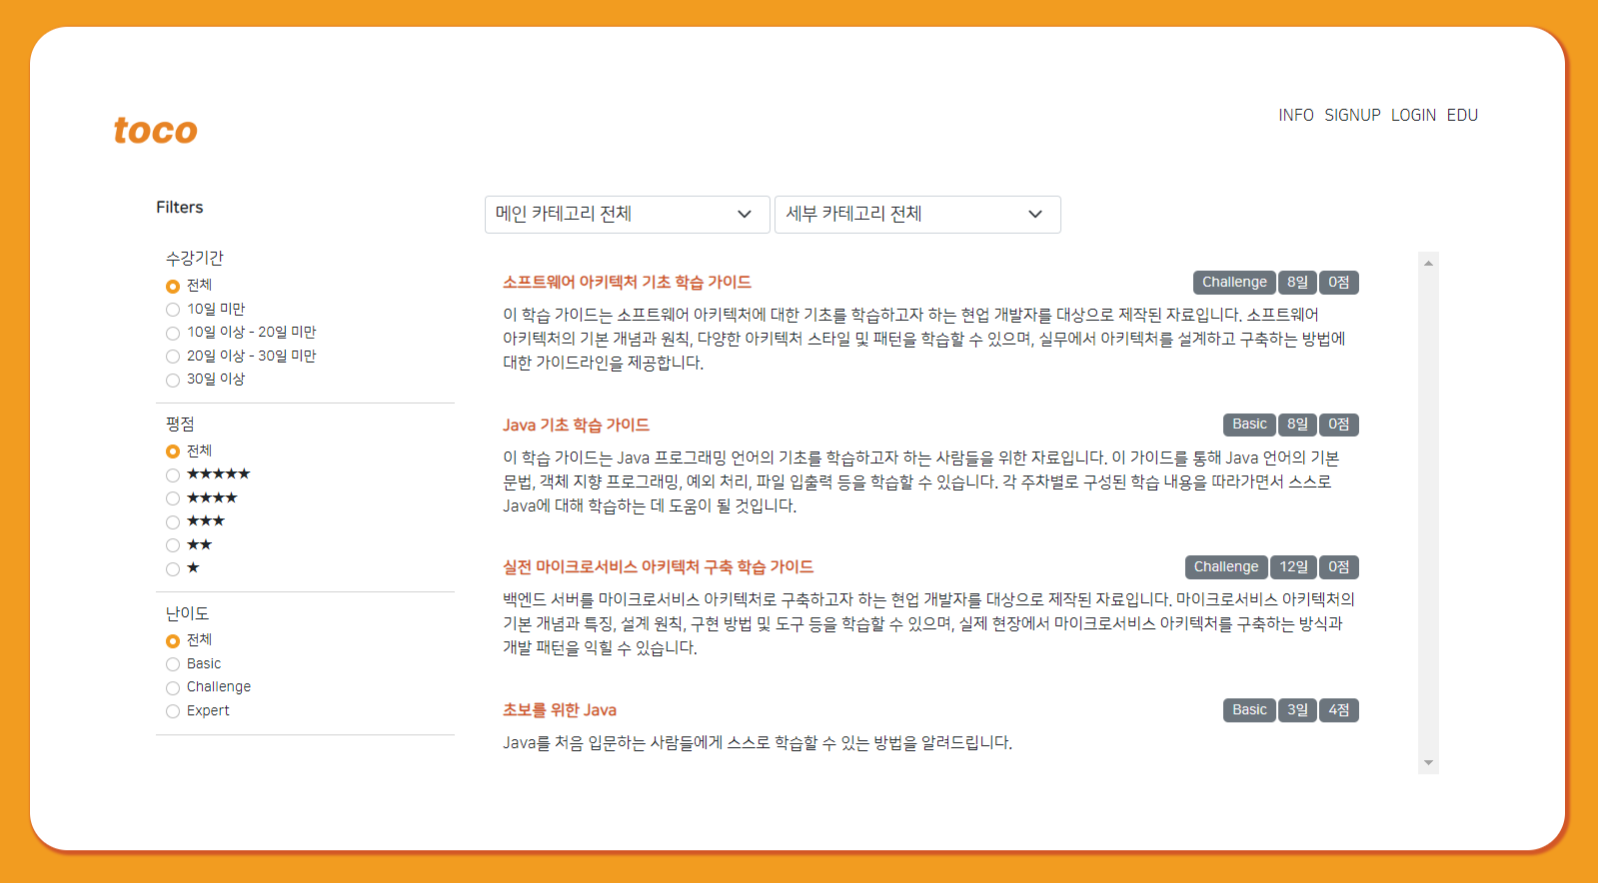 toco
INFO SIGNUP LOGIN EDU
Filters
수강기간
전체
10일 미만
10일 이상 - 20일 미만
20일 이상 - 30일 미만
30일 이상
평점
전체
★★★★★
★★★★
★★★
★★
★
난이도
전체
Basic
Challenge
Expert
메인 카테고리 전체
세부 카테고리 전체
소프트웨어 아키텍처 기초 학습 가이드 Challenge 8일 0점
이 학습 가이드는 소프트웨어 아키텍처에 대한 기초를 학습하고자 하는 현업 개발자를 대상으로 제작된 자료입니다. 소프트웨어
아키텍처의 기본 개념과 원칙, 다양한 아키텍처 스타일 및 패턴을 학습할 수 있으며, 실무에서 아키텍처를 설계하고 구축하는 방법에
대한 가이드라인을 제공합니다.
Java 기초 학습 가이드 Basic 8일 0점
이 학습 가이드는 Java 프로그래밍 언어의 기초를 학습하고자 하는 사람들을 위한 자료입니다. 이 가이드를 통해 Java 언어의 기본
문법, 객체 지향 프로그래밍, 예외 처리, 파일 입출력 등을 학습할 수 있습니다. 각 주차별로 구성된 학습 내용을 따라가면서 스스로
Java에 대해 학습하는 데 도움이 될 것입니다.
실전 마이크로서비스 아키텍처 구축 학습 가이드 Challenge 12일 0점
백엔드 서버를 마이크로서비스 아키텍처로 구축하고자 하는 현업 개발자를 대상으로 제작된 자료입니다. 마이크로서비스 아키텍처의
기본 개념과 특징, 설계 원칙, 구현 방법 및 도구 등을 학습할 수 있으며, 실제 현장에서 마이크로서비스 아키텍처를 구축하는 방식과
개발 패턴을 익힐 수 있습니다.
초보를 위한 Java Basic 3일 4점
Java를 처음 입문하는 사람들에게 스스로 학습할 수 있는 방법을 알려드립니다.